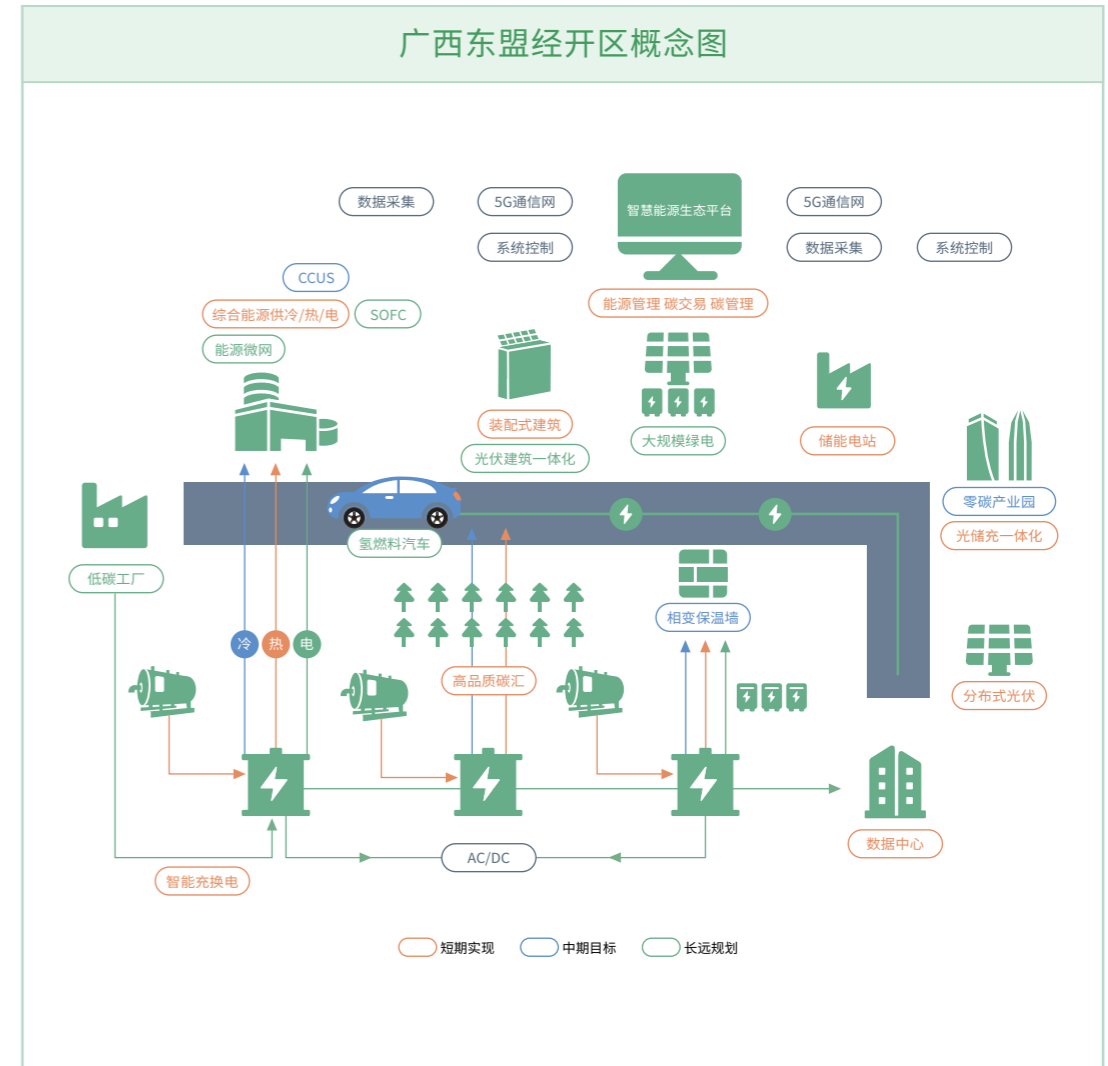 广西东盟经开区概念图
数据采集
5G通信网
智慧能源生态平台
5G通信网
系统控制
数据采集
系统控制
CCUS
能源管理 碳交易 碳管理
综合能源供冷/热/电
SOFC
能源微网
装配式建筑
大规模绿电
储能电站
光伏建筑一体化
零碳产业园
光储充一体化
氢燃料汽车
低碳工厂
相变保温墙
冷
热
电
高品质碳汇
分布式光伏
数据中心
AC/DC
智能充换电
短期实现
中期目标
长远规划